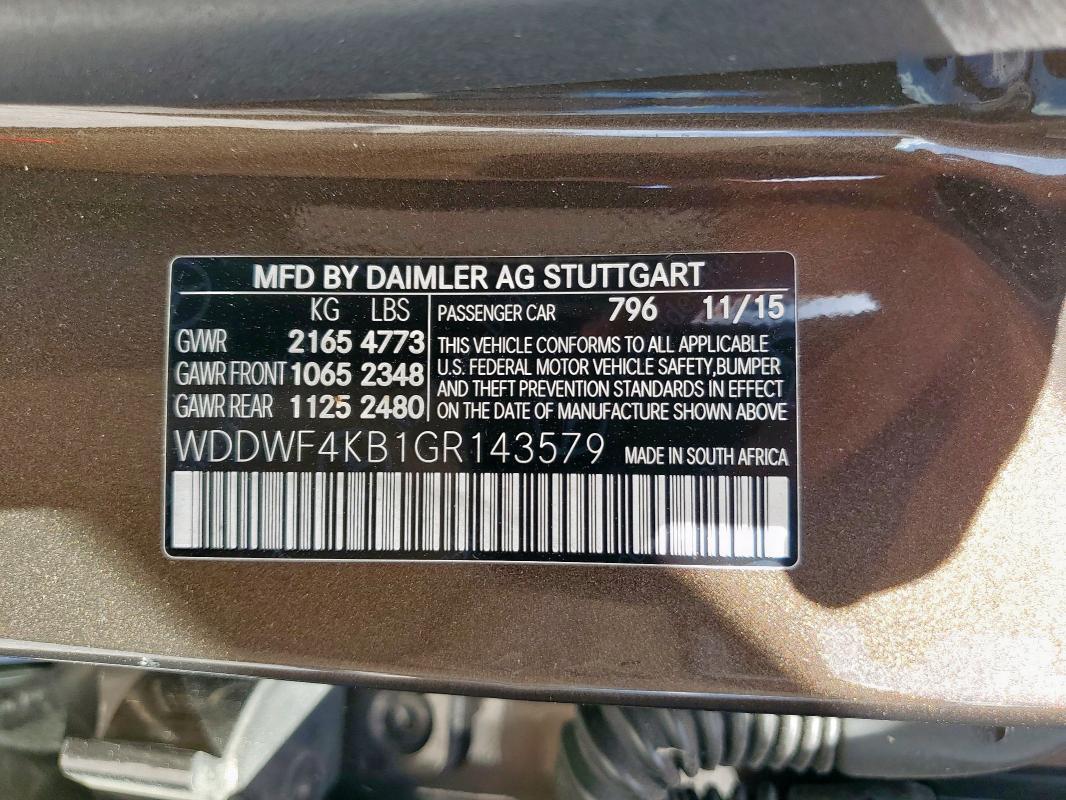 MFD BY DAIMLER AG STUTTGART
KG LBS
GVWR 2165 4773
GAWR FRONT 1065 2348
GAWR REAR 1125 2480
PASSENGER CAR 796 11/15
THIS VEHICLE CONFORMS TO ALL APPLICABLE
U.S. FEDERAL MOTOR VEHICLE SAFETY,BUMPER
AND THEFT PREVENTION STANDARDS IN EFFECT
ON THE DATE OF MANUFACTURE SHOWN ABOVE
WDDWF4KB1GR143579 MADE IN SOUTH AFRICA